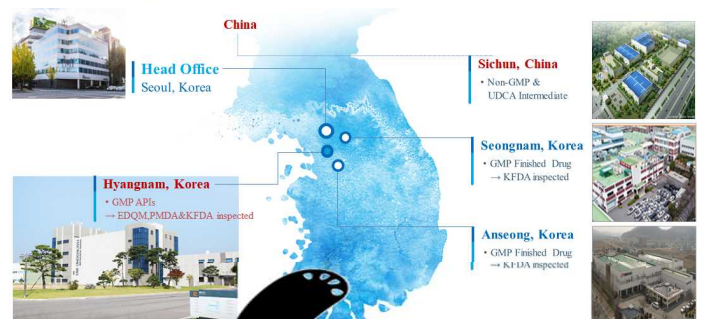 China
Head Office
Seoul, Korea
Sichun, China
• Non-GMP &
UDCA Intermediate
Seongnam, Korea
• GMP Finished Drug
→ KFDA inspected
Hyangnam, Korea
• GMP APIs
→ EDQM,PMDA&KFDA inspected
Anseong, Korea
• GMP Finished Drug
→ KFDA inspected